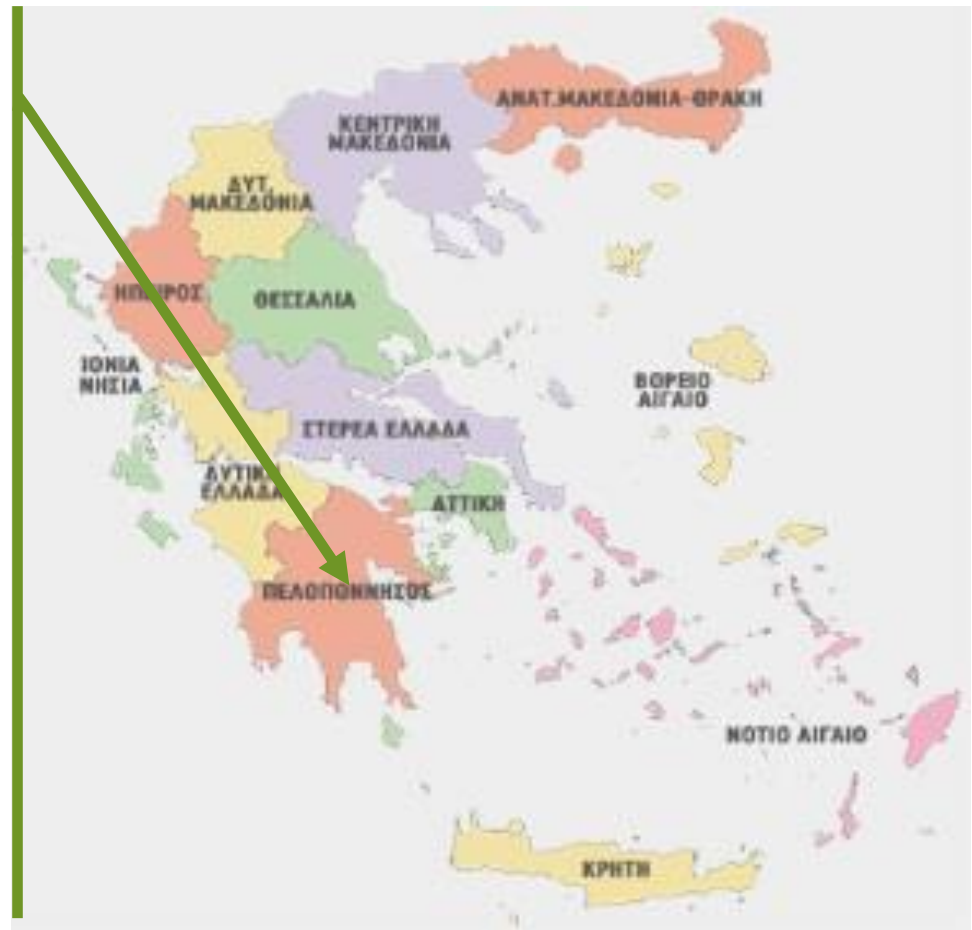 ΑΝΑΤ.ΜΑΚΕΔΟΝΙΑ-ΘΡΑΚΗ
ΚΕΝΤΡΙΚΗ
ΜΑΚΕΔΟΝΙΑ
ΔΥΤ.
ΜΑΚΕΔΟΝΙΑ
ΗΠΕΙΡΟΣ
ΘΕΣΣΑΛΙΑ
ΙΟΝΙΑ
ΝΗΣΙΑ
ΒΟΡΕΙΟ
ΑΙΓΑΙΟ
ΣΤΕΡΕΑ ΕΛΛΑΔΑ
ΔΥΤΙΚΗ
ΕΛΛΑΔΑ
ΑΤΤΙΚΗ
ΠΕΛΟΠΟΝΝΗΣΟΣ
ΝΟΤΙΟ ΑΙΓΑΙΟ
ΚΡΗΤΗ